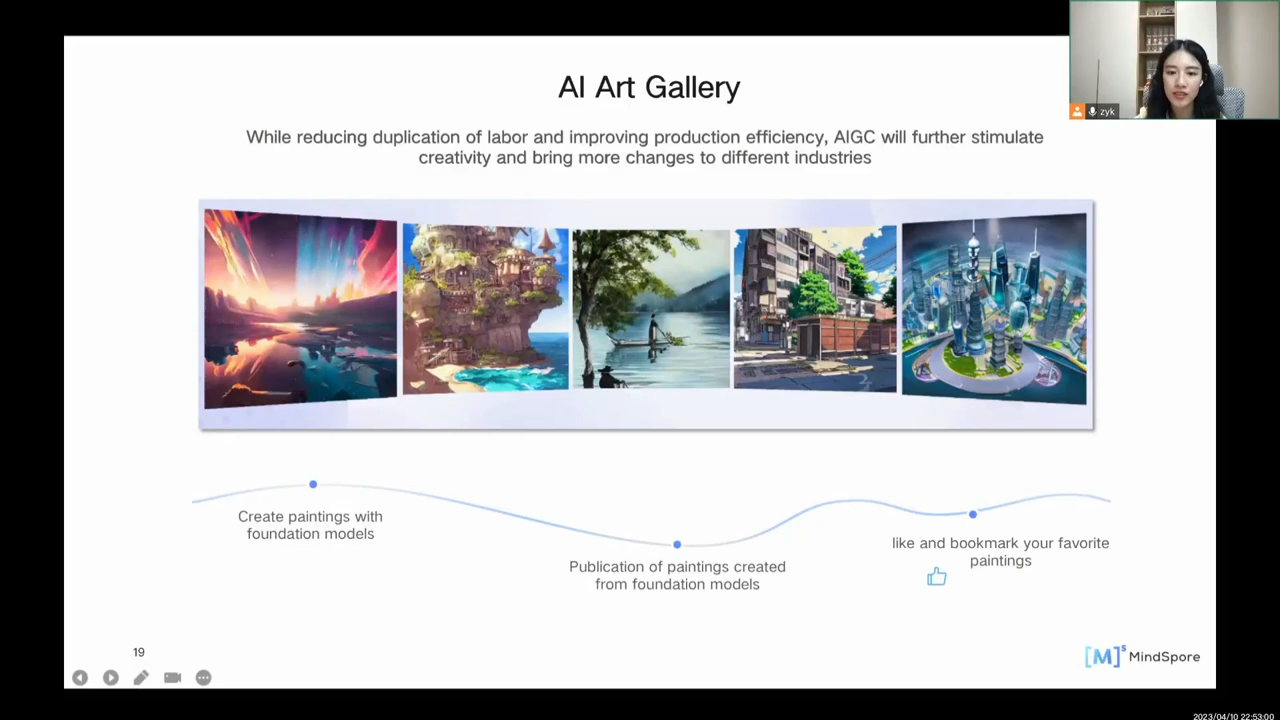 zyk
AI Art Gallery
While reducing duplication of labor and improving production efficiency, AIGC will further stimulate
creativity and bring more changes to different industries
Create paintings with
foundation models
Publication of paintings created
from foundation models
like and bookmark your favorite
paintings
19
[M]s MindSpore
2023/04/10 22:53:00